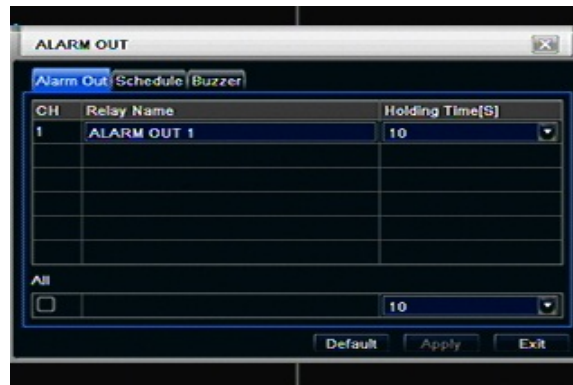 ALARM OUT
Alarm Out Schedule Buzzer
CH Relay Name Holding Time[S]
1 ALARM OUT 1 10
All
10
Default Apply Exit